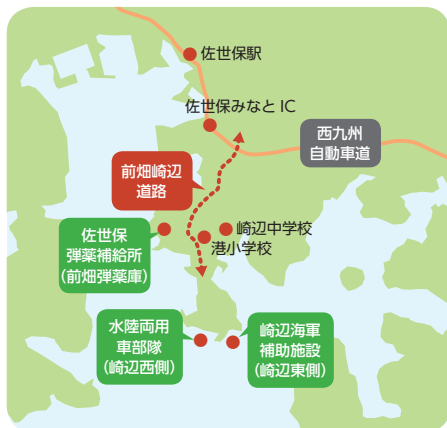 佐世保駅
佐世保みなとIC
西九州
自動車道
前畑崎辺
道路
崎辺中学校
港小学校
佐世保
弾薬補給所
(前畑弾薬庫)
水陸両用
車部隊
(崎辺西側)
崎辺海軍
補助施設
(崎辺東側)